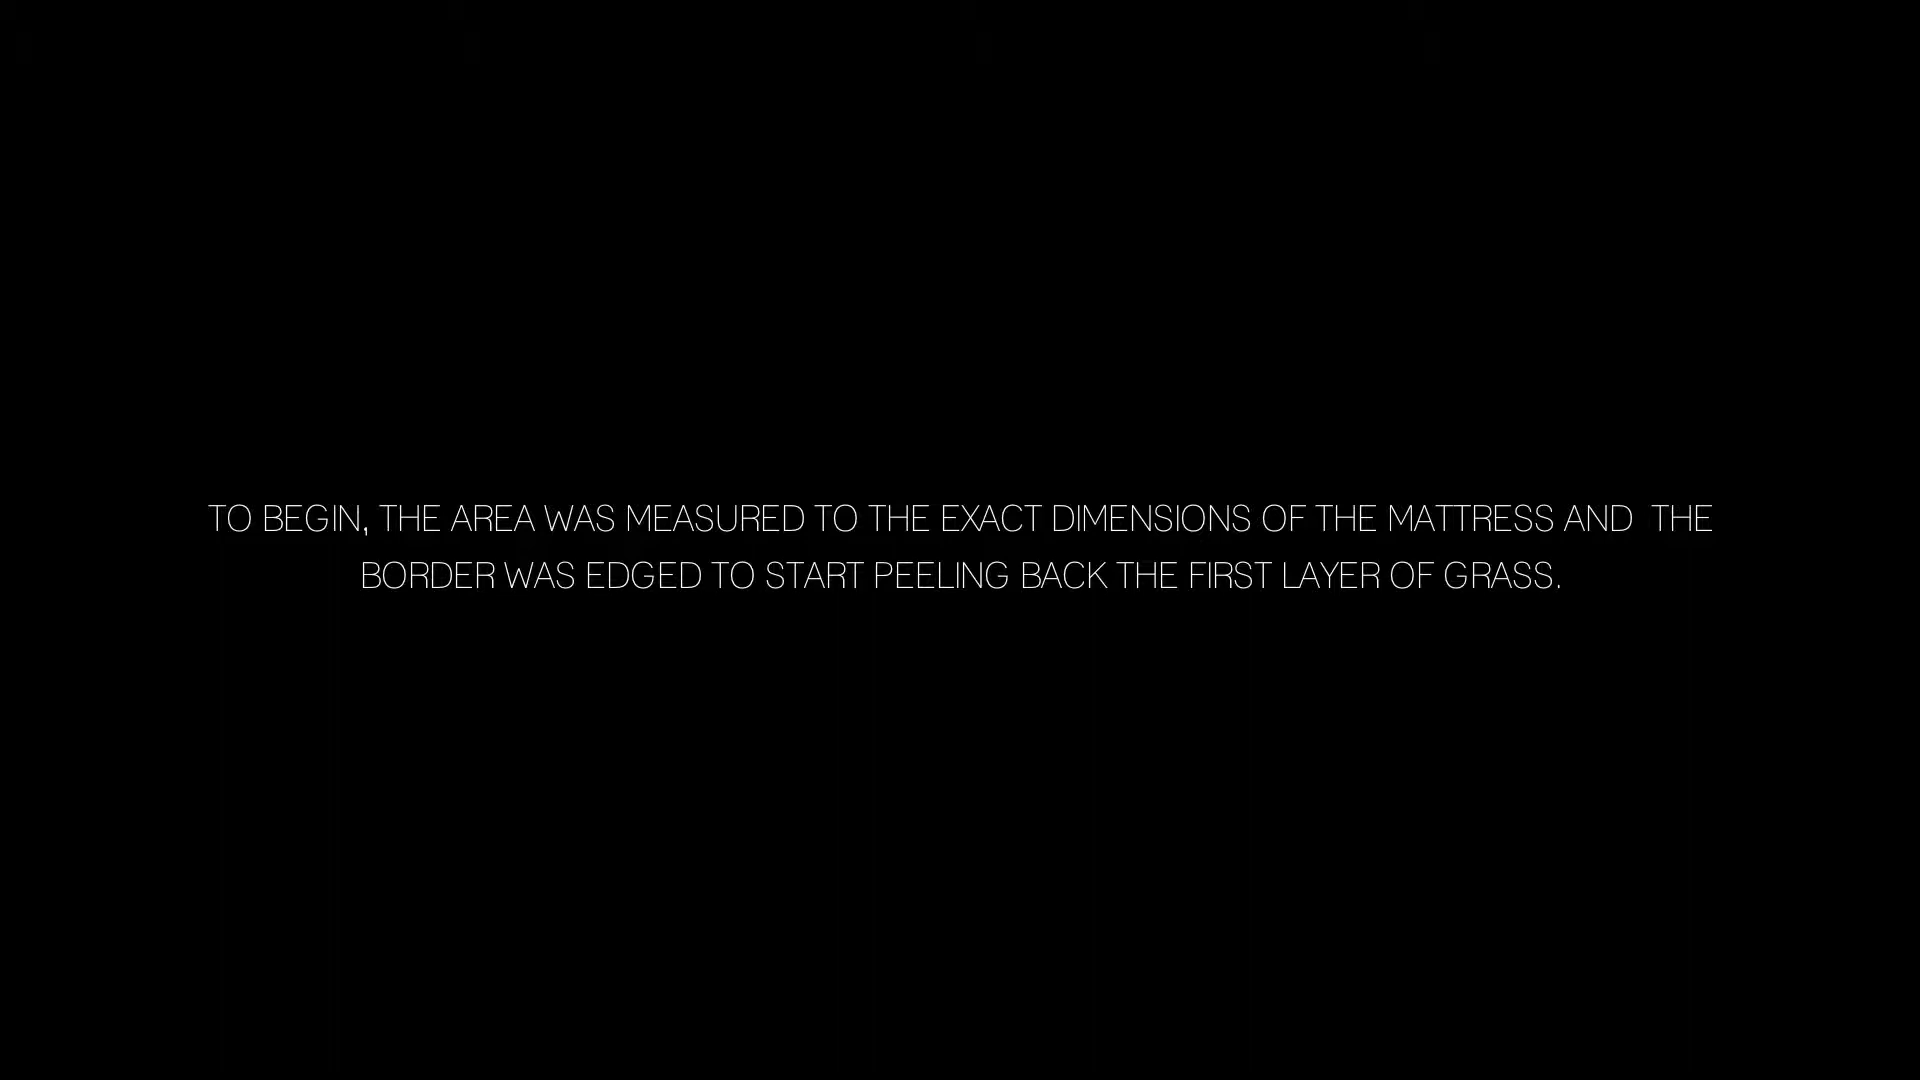 TO BEGIN, THE AREA WAS MEASURED TO THE EXACT DIMENSIONS OF THE MATTRESS AND  THE
BORDER WAS EDGED TO START PEELING BACK THE FIRST LAYER OF GRASS.